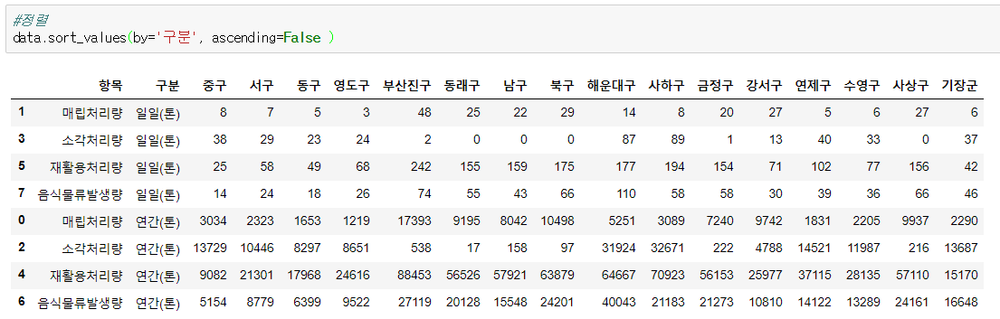 #정렬
data.sort_values(by='구분', ascending=False )
항목 구분 중구 서구 동구 영도구 부산진구 동래구 남구 북구 해운대구 사하구 금정구 강서구 연제구 수영구 사상구 기장군
1 매립처리량 일일(톤) 8 7 5 3 48 25 22 29 14 8 20 27 5 6 27 6
3 소각처리량 일일(톤) 38 29 23 24 2 0 0 0 87 89 1 13 40 33 0 37
5 재활용처리량 일일(톤) 25 58 49 68 242 155 159 175 177 194 154 71 102 77 156 42
7 음식물류발생량 일일(톤) 14 24 18 26 74 55 43 66 110 58 58 30 39 36 66 46
0 매립처리량 연간(톤) 3034 2323 1653 1219 17393 9195 8042 10498 5251 3089 7240 9742 1831 2205 9937 2290
2 소각처리량 연간(톤) 13729 10446 8297 8651 538 17 158 97 31924 32671 222 4788 14521 11987 216 13687
4 재활용처리량 연간(톤) 9082 21301 17968 24616 88453 56526 57921 63879 64667 70923 56153 25977 37115 28135 57110 15170
6 음식물류발생량 연간(톤) 5154 8779 6399 9522 27119 20128 15548 24201 40043 21183 21273 10810 14122 13289 24161 16648